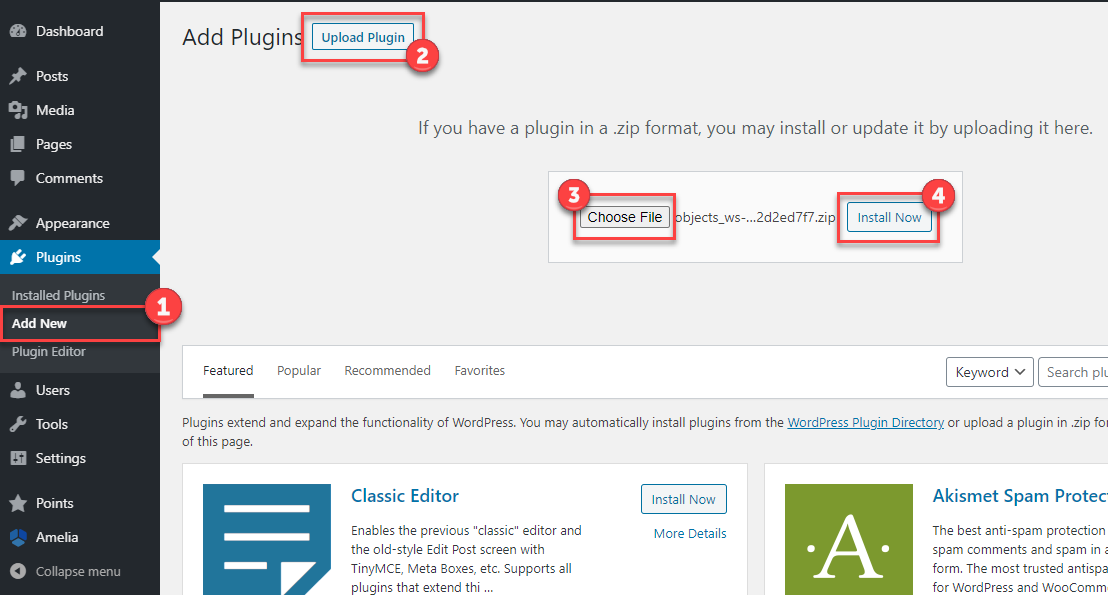 Dashboard
Posts
Media
Pages
Comments
Appearance
Plugins
Installed Plugins
Add New
1
Plugin Editor
Users
Tools
Settings
Points
Amelia
Collapse menu
Add Plugins
Upload Plugin
2
If you have a plugin in a .zip format, you may install or update it by uploading it here.
3
Choose File
objects_ws-...2d2ed7f7.zip
Install Now
4
Featured
Popular
Recommended
Favorites
Keyword
Search plu
Plugins extend and expand the functionality of WordPress. You may automatically install plugins from the WordPress Plugin Directory or upload a plugin in .zip for
of this page.
Classic Editor
Install Now
More Details
Enables the previous "classic" editor and
the old-style Edit Post screen with
TinyMCE, Meta Boxes, etc. Supports all
plugins that extend thi ...
A
Akismet Spam Protect
The best anti-spam protection
spam comments and spam in a
form. The most trusted antispa
for WordPress and WooComme